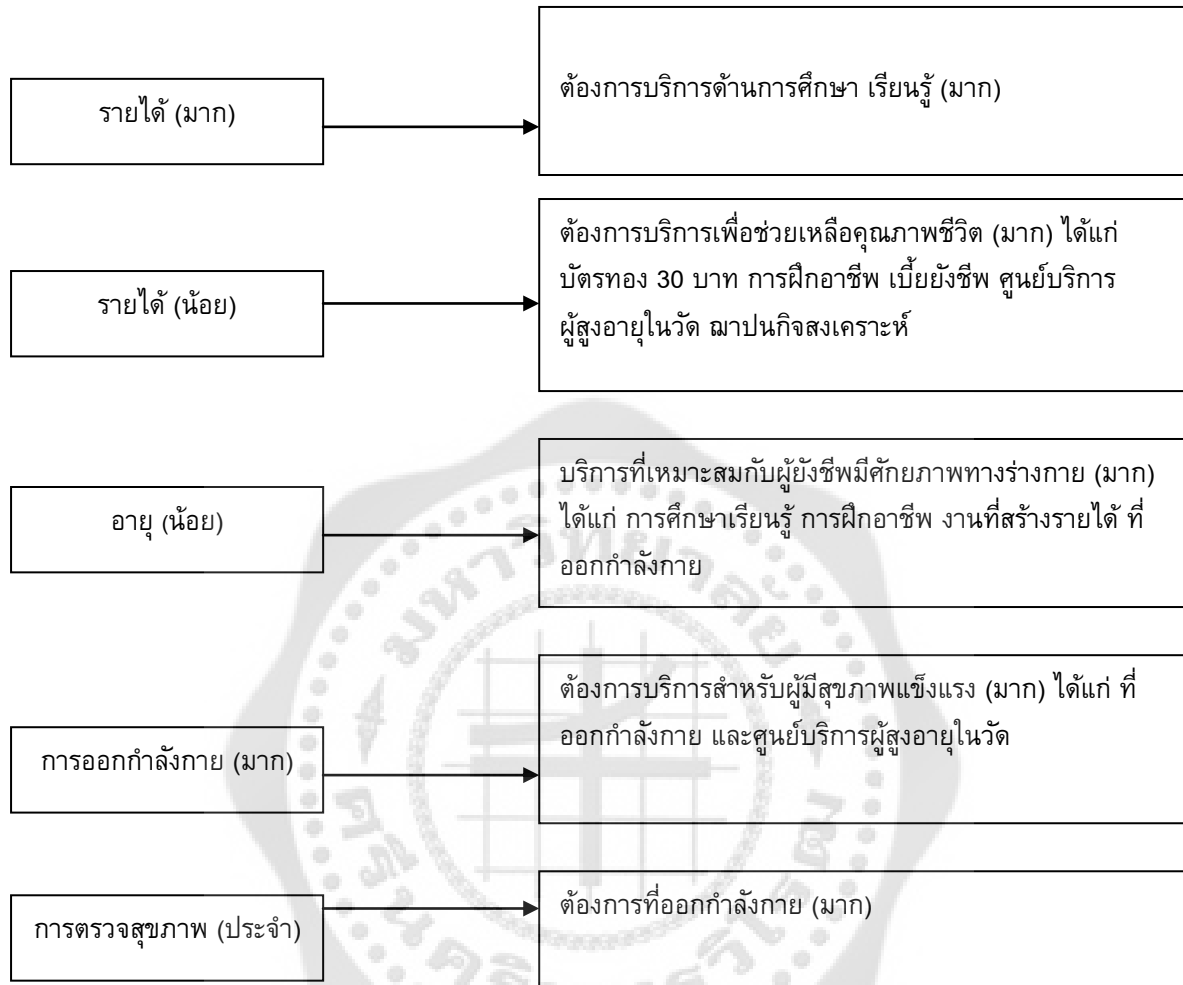 รายได้ (มาก)
ต้องการบริการด้านการศึกษา เรียนรู้ (มาก)
รายได้ (น้อย)
ต้องการบริการเพื่อช่วยเหลือคุณภาพชีวิต (มาก) ได้แก่
บัตรทอง 30 บาท การฝึกอาชีพ เบี้ยยังชีพ ศูนย์บริการ
ผู้สูงอายุในวัด ฌาปนกิจสงเคราะห์
อายุ (น้อย)
บริการที่เหมาะสมกับผู้ยังชีพมีศักยภาพทางร่างกาย (มาก)
ได้แก่ การศึกษาเรียนรู้ การฝึกอาชีพ งานที่สร้างรายได้ ที่
ออกกำลังกาย
การออกกำลังกาย (มาก)
ต้องการบริการสำหรับผู้มีสุขภาพแข็งแรง (มาก) ได้แก่ ที่
ออกกำลังกาย และศูนย์บริการผู้สูงอายุในวัด
การตรวจสุขภาพ (ประจำ)
ต้องการที่ออกกำลังกาย (มาก)
มหาวิทยาลัย